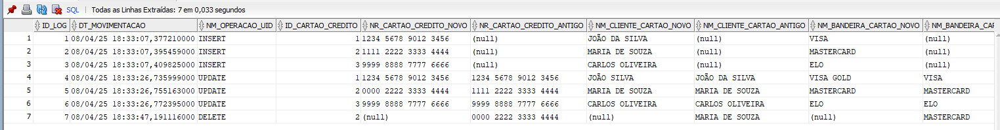 SQL | Todas as Linhas Extraídas: 7 em 0,033 segundos
ID_LOG DT_MOVIMENTACAO NM_OPERACAO_UID ID_CARTAO_CREDITO NR_CARTAO_CREDITO_NOVO NR_CARTAO_CREDITO_ANTIGO NM_CLIENTE_CARTAO_NOVO NM_CLIENTE_CARTAO_ANTIGO NM_BANDEIRA_CARTAO_NOVO NM_BANDEIRA_CAR
1 1 08/04/25 18:33:07,377210000 INSERT 1 1234 5678 9012 3456 (null) JOÃO DA SILVA (null) VISA (null)
2 2 08/04/25 18:33:07,395459000 INSERT 2 1111 2222 3333 4444 (null) MARIA DE SOUZA (null) MASTERCARD (null)
3 3 08/04/25 18:33:07,409825000 INSERT 3 9999 8888 7777 6666 (null) CARLOS OLIVEIRA (null) ELO (null)
4 4 08/04/25 18:33:26,735999000 UPDATE 1 1234 5678 9012 3456 1234 5678 9012 3456 JOÃO SILVA JOÃO DA SILVA VISA GOLD VISA
5 5 08/04/25 18:33:26,755163000 UPDATE 2 0000 2222 3333 4444 1111 2222 3333 4444 MARIA DE SOUZA MARIA DE SOUZA MASTERCARD MASTERCARD
6 6 08/04/25 18:33:26,772395000 UPDATE 3 9999 8888 7777 6666 9999 8888 7777 6666 CARLOS OLIVEIRA CARLOS OLIVEIRA ELO ELO
7 7 08/04/25 18:33:47,191116000 DELETE 2 (null) 0000 2222 3333 4444 (null) MARIA DE SOUZA (null) MASTERCARD